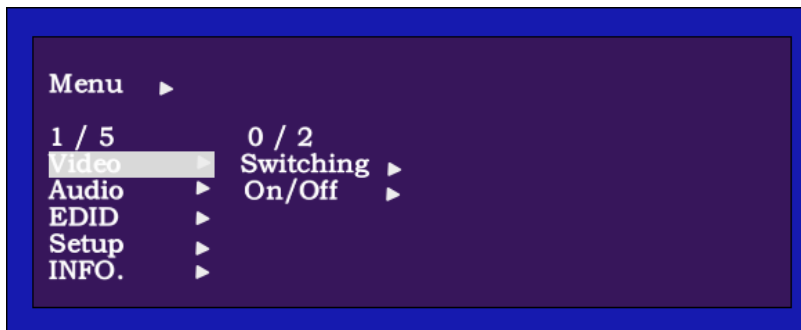 Menu ▶
1 / 5 0 / 2
Video ▶ Switching ▶
Audio ▶ On/Off ▶
EDID ▶
Setup ▶
INFO. ▶